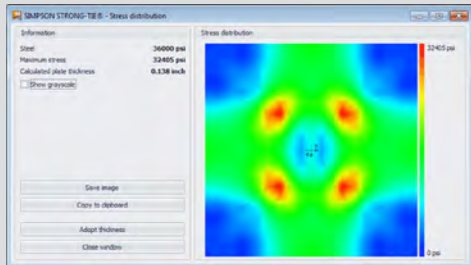 SIMPSON STRONG-TIE® - Stress distribution
Information
Steel 36000 psi
Maximum stress 32405 psi
Calculated plate thickness 0.138 inch
Show grayscale
Save image
Copy to clipboard
Adopt thickness
Close window
Stress distribution
32405 psi
0 psi